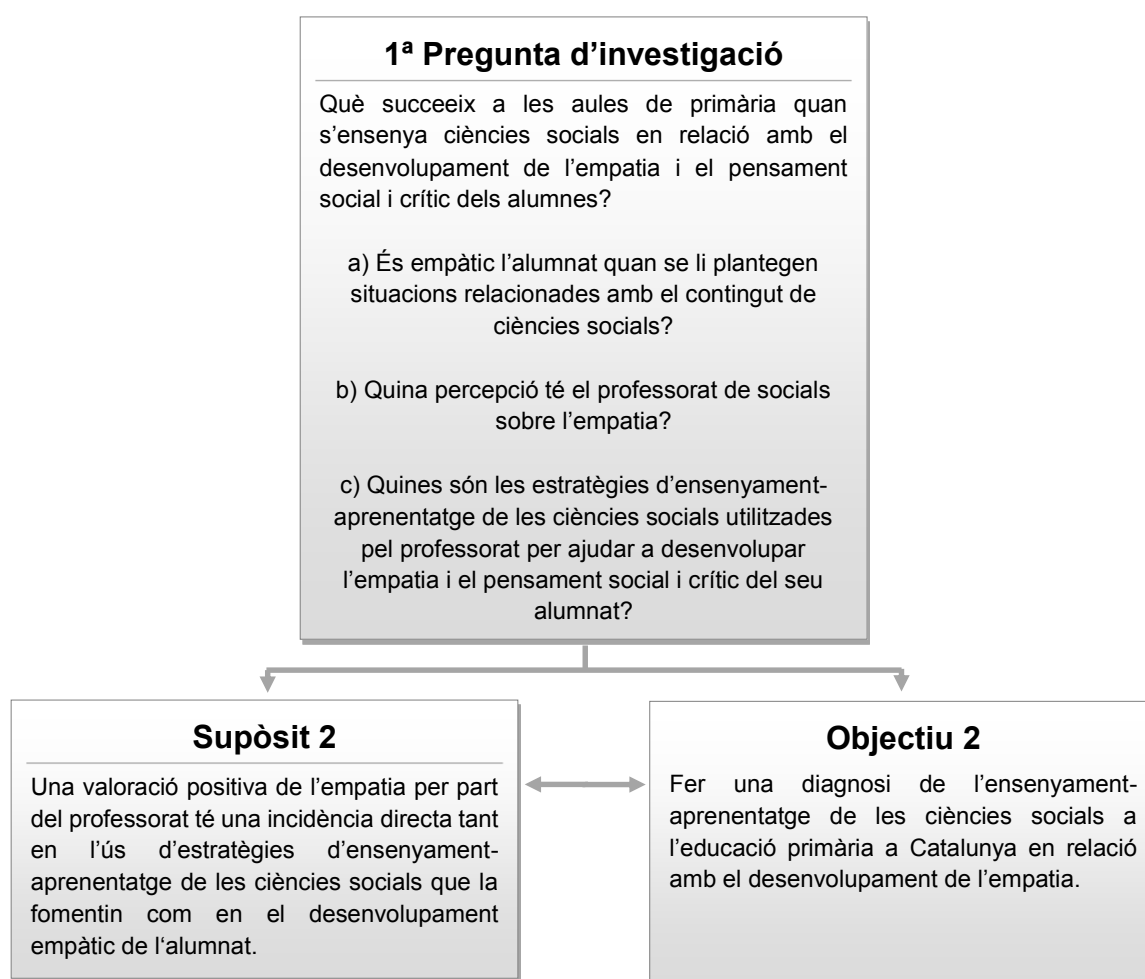 1ª Pregunta d’investigació
Què succeeix a les aules de primària quan
s’ensenya ciències socials en relació amb el
desenvolupament de l’empatia i el pensament
social i crític dels alumnes?
a) És empàtic l’alumnat quan se li plantegen
situacions relacionades amb el contingut de
ciències socials?
b) Quina percepció té el professorat de socials
sobre l’empatia?
c) Quines són les estratègies d’ensenyament-
aprenentatge de les ciències socials utilitzades
pel professorat per ajudar a desenvolupar
l’empatia i el pensament social i crític del seu
alumnat?
Supòsit 2
Una valoració positiva de l’empatia per part
del professorat té una incidència directa tant
en l’ús d’estratègies d’ensenyament-
aprenentatge de les ciències socials que la
fomentin com en el desenvolupament
empàtic de l‘alumnat.
Objectiu 2
Fer una diagnosi de l’ensenyament-
aprenentatge de les ciències socials a
l’educació primària a Catalunya en relació
amb el desenvolupament de l’empatia.